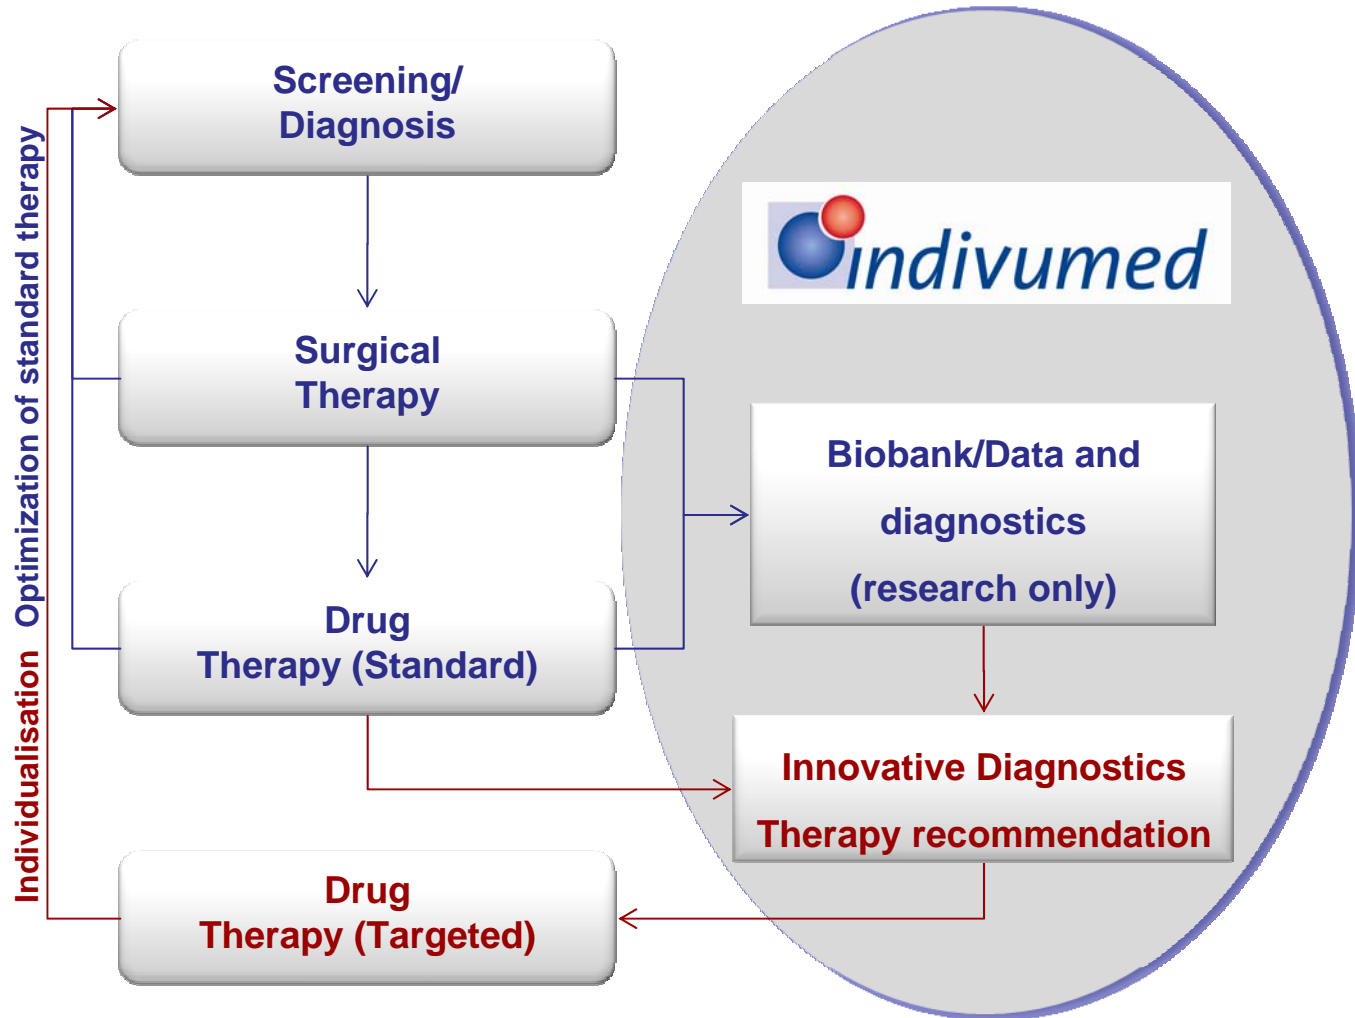 Screening/
Diagnosis
Surgical
Therapy
Drug
Therapy (Standard)
Drug
Therapy (Targeted)
Individualisation Optimization of standard therapy
indivumed
Biobank/Data and
diagnostics
(research only)
Innovative Diagnostics
Therapy recommendation